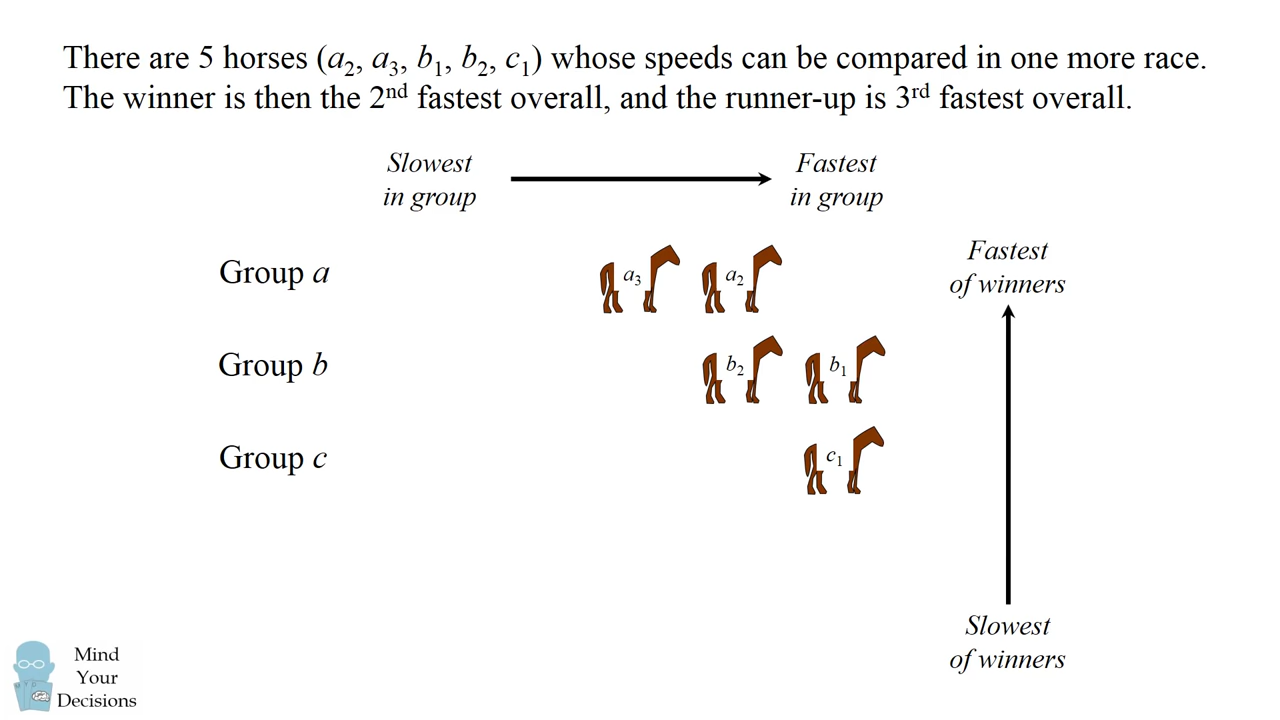 There are 5 horses (a₂, a₃, b₁, b₂, c₁) whose speeds can be compared in one more race.
The winner is then the 2ⁿᵈ fastest overall, and the runner-up is 3ʳᵈ fastest overall.
Slowest
in group
Fastest
in group
Fastest
of winners
Group a
a₃
a₂
Group b
b₂
b₁
Group c
c₁
Slowest
of winners
Mind
Your
Decisions